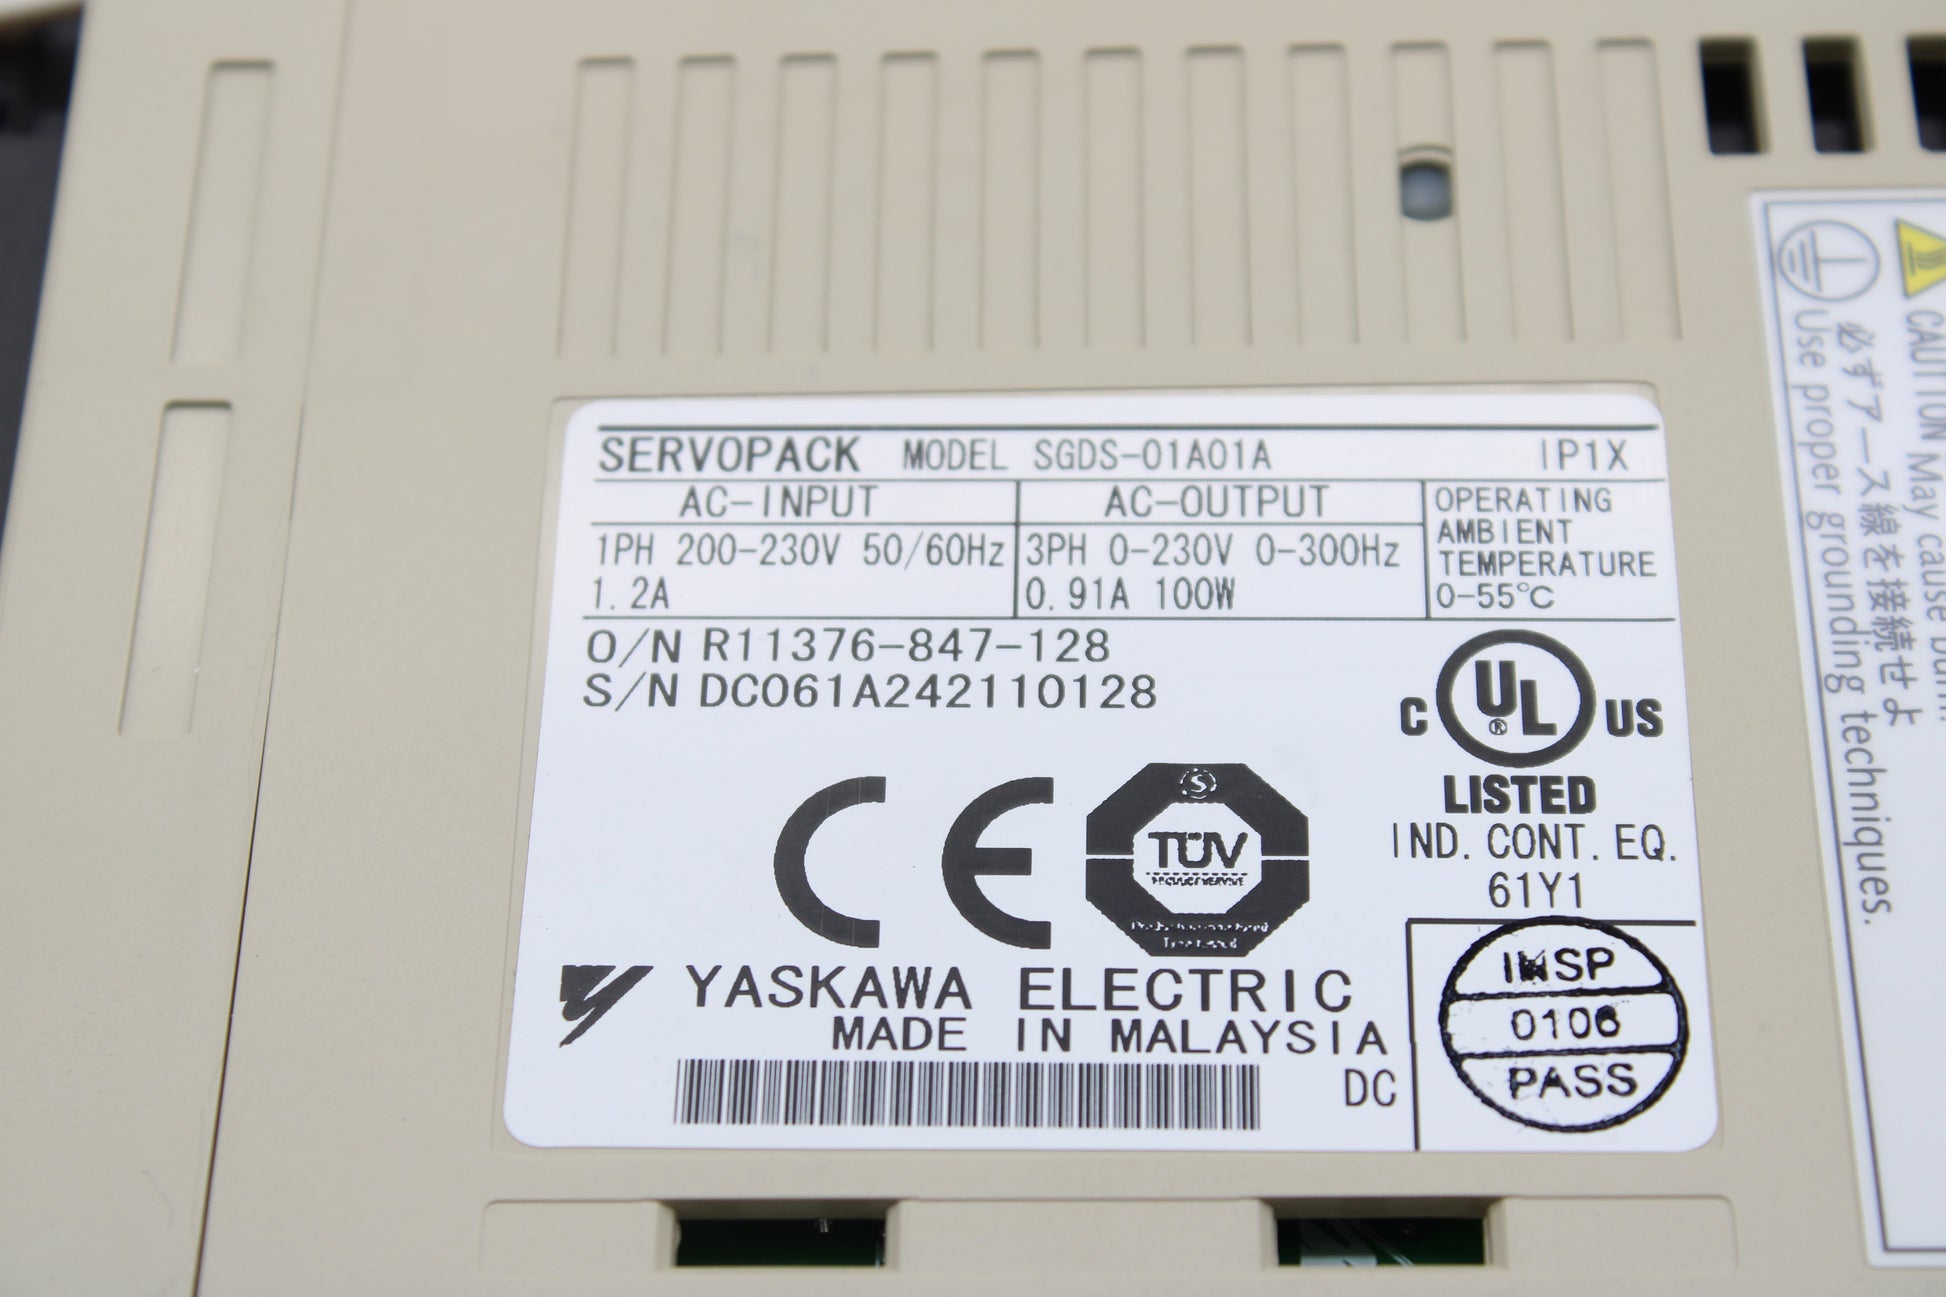 SERVOPACK MODEL SGDS-01A01A IP1X
AC-INPUT
1PH 200-230V 50/60Hz
1.2A
AC-OUTPUT
3PH 0-230V 0-300Hz
0.91A 100W
OPERATING
AMBIENT
TEMPERATURE
0-55℃
O/N R11376-847-128
S/N DC061A242110128
C UL ® US
LISTED
IND. CONT. EQ.
61Y1
CE
S
TÜV
YASKAWA ELECTRIC
MADE IN MALAYSIA
DC
INSP
0106
PASS
CAUTION May cause burn.
必ずアース線を接続せよ
Use proper grounding techniques.